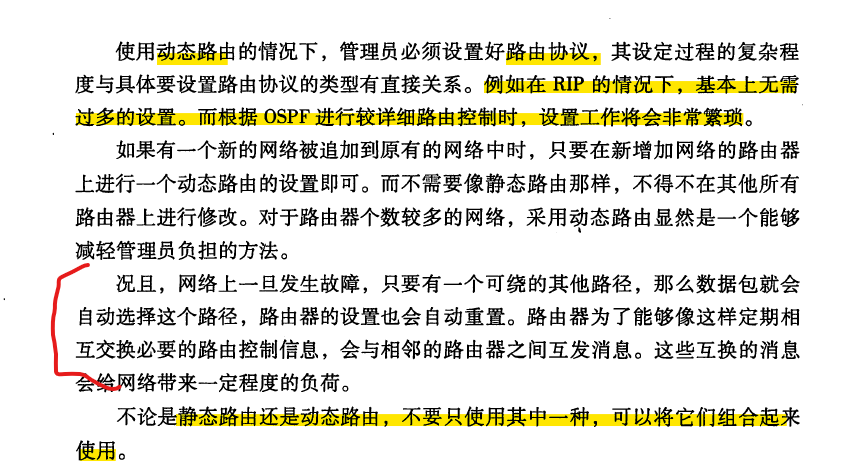 使用动态路由的情况下，管理员必须设置好路由协议，其设定过程的复杂程
度与具体要设置路由协议的类型有直接关系。例如在 RIP 的情况下，基本上无需
过多的设置。而根据 OSPF 进行较详细路由控制时，设置工作将会非常繁琐。
如果有一个新的网络被追加到原有的网络中时，只要在新增加网络的路由器
上进行一个动态路由的设置即可。而不需要像静态路由那样，不得不在其他所有
路由器上进行修改。对于路由器个数较多的网络，采用动态路由显然是一个能够
减轻管理员负担的方法。
况且，网络上一旦发生故障，只要有一个可绕的其他路径，那么数据包就会
自动选择这个路径，路由器的设置也会自动重置。路由器为了能够像这样定期相
互交换必要的路由控制信息，会与相邻的路由器之间互发消息。这些互换的消息
会给网络带来一定程度的负荷。
不论是静态路由还是动态路由，不要只使用其中一种，可以将它们组合起来
使用。